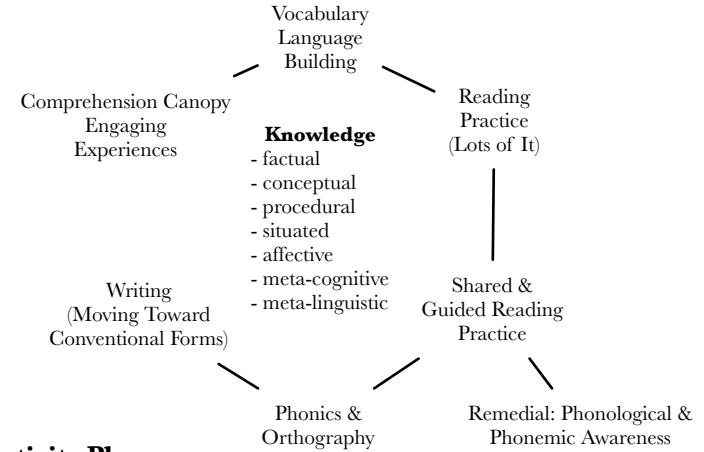 Vocabulary
Language
Building
Comprehension Canopy
Engaging
Experiences
Reading
Practice
(Lots of It)
Knowledge
- factual
- conceptual
- procedural
- situated
- affective
- meta-cognitive
- meta-linguistic
Writing
(Moving Toward
Conventional Forms)
Shared &
Guided Reading
Practice
Phonics &
Orthography
Remedial: Phonological &
Phonemic Awareness